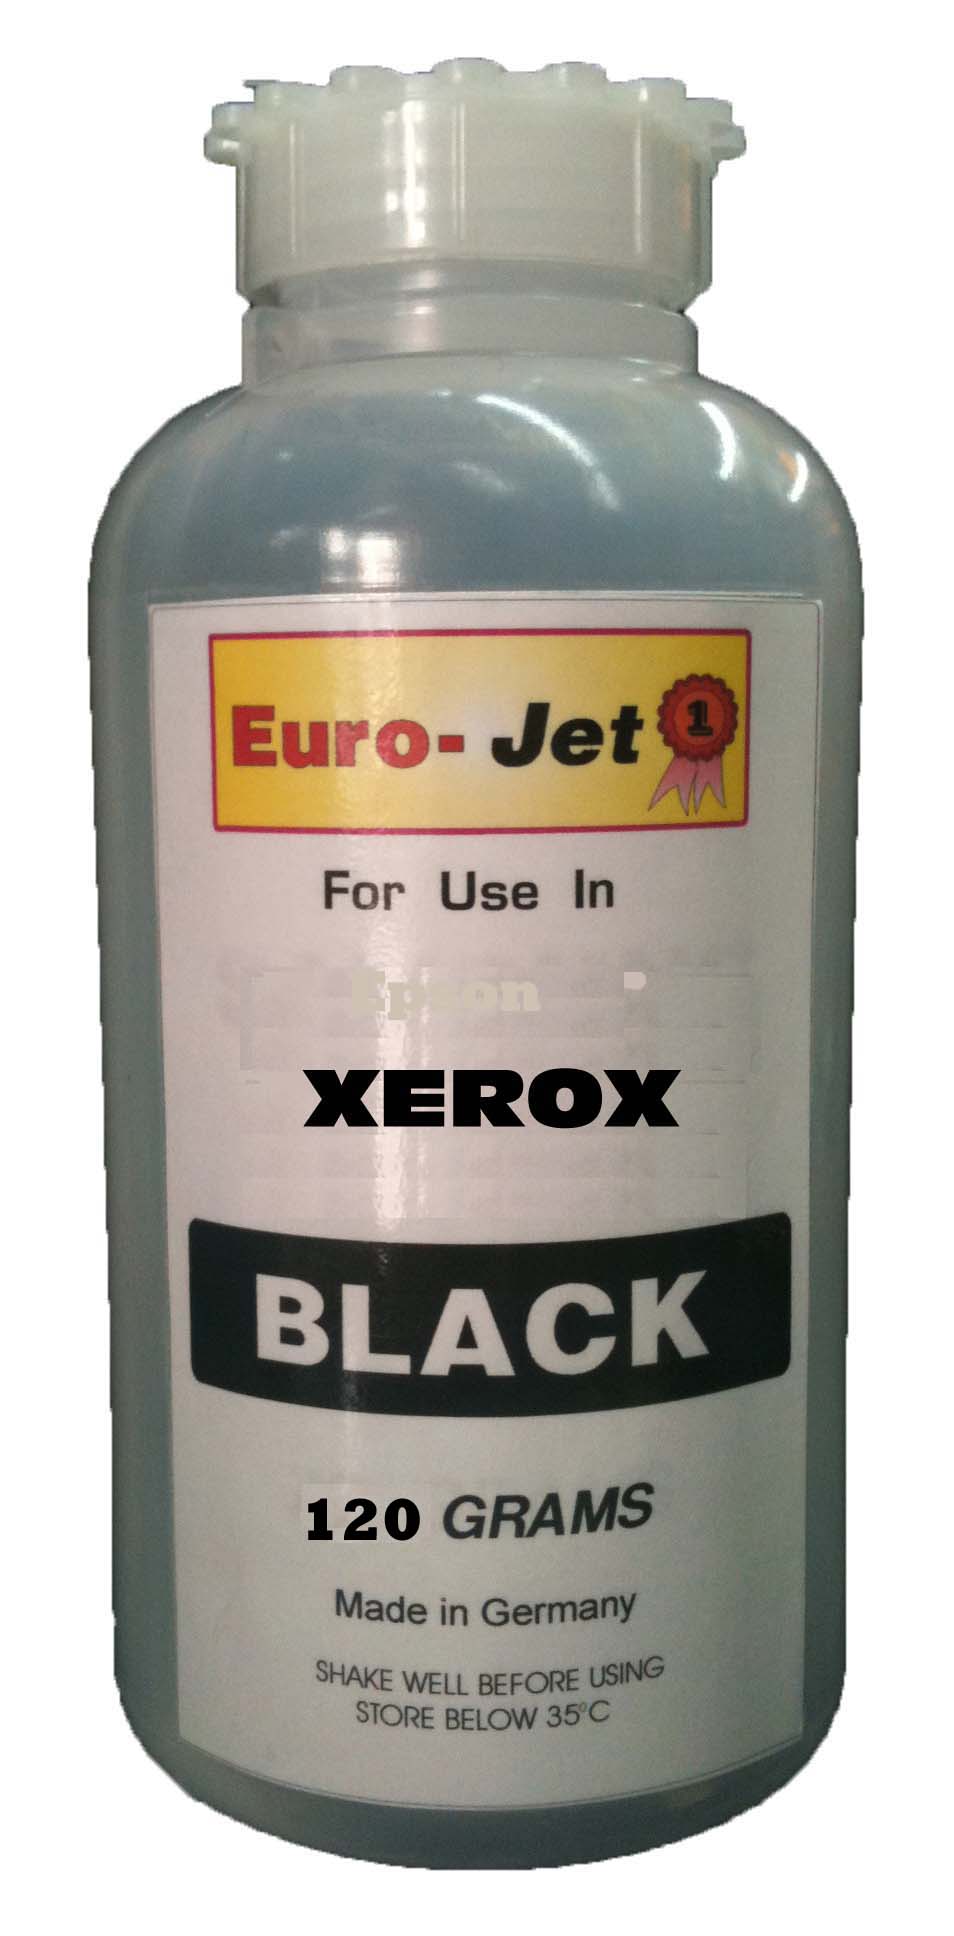 Euro-Jet 1
For Use In
Epson
XEROX
BLACK
120 GRAMS
Made in Germany
SHAKE WELL BEFORE USING
STORE BELOW 35°C